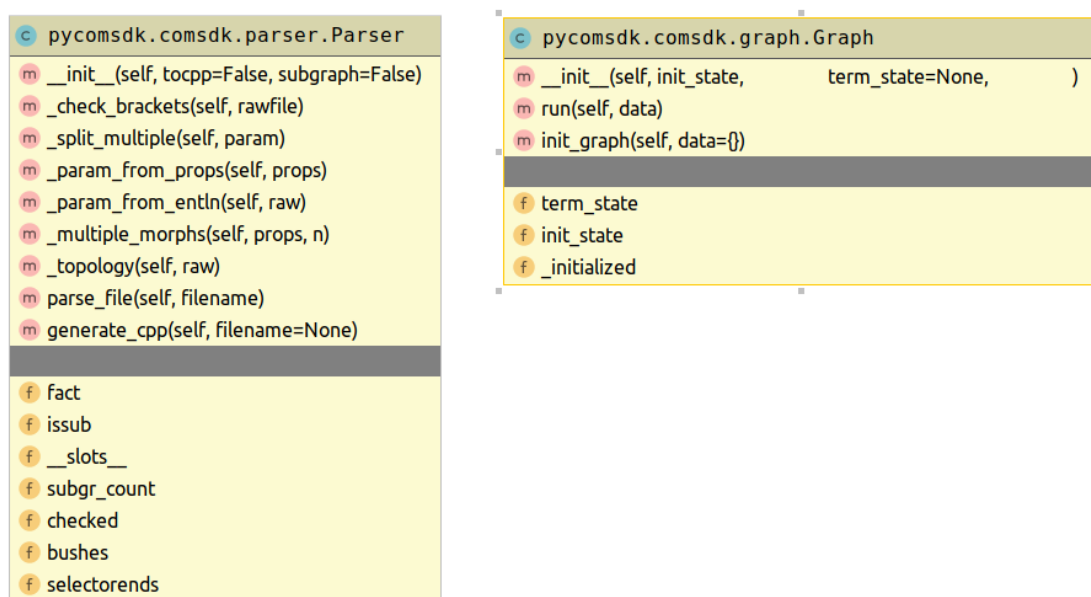 c pycomsdk.comsdk.parser.Parser
m __init__(self, tocpp=False, subgraph=False)
m _check_brackets(self, rawfile)
m _split_multiple(self, param)
m _param_from_props(self, props)
m _param_from_entln(self, raw)
m _multiple_morphs(self, props, n)
m _topology(self, raw)
m parse_file(self, filename)
m generate_cpp(self, filename=None)
f fact
f issub
f __slots__
f subgr_count
f checked
f bushes
f selectorends
c pycomsdk.comsdk.graph.Graph
m __init__(self, init_state, term_state=None, )
m run(self, data)
m init_graph(self, data={})
f term_state
f init_state
f _initialized